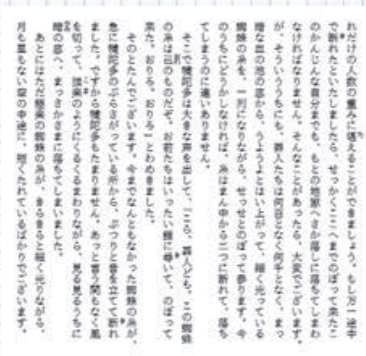 れだけの人数の重みに堪えることができましょう。もし万一途中
で断れたといたしましたら、せっかくここへまでのぼって来たこ
のかんじんな自分までも、もとの地獄へさか落しに落ちてしまわ
なければなりません。そんなことがあったら、大変でございます。
が、そういううちにも、罪人たちは何百となく何千となく、まっ
暗な血の池の底から、うようよとはい上がって、細く光っている
蜘蛛の糸を、一列になりながら、せっせとのぼって参ります。今
のうちにどうかしなければ、糸はまん中から二つに断れて、落ち
てしまうのに違いありません。
そこで犍陀多は大きな声を出して、「こら、罪人ども。この蜘蛛
の糸は己のものだぞ。お前たちはいったい誰に尋いて、のぼって
来た。おりろ。おりろ」とわめきました。
そのとたんでございます。今までなんともなかった蜘蛛の糸が、
急に犍陀多のぶらさがっている所から、ぷつりと音を立てて断れ
ました。ですから犍陀多もたまりません。あっと言う間もなく風
を切って、独楽のようにくるくるまわりながら、見る見るうちに
暗の底へ、まっさかさまに落ちてしまいました。
あとにはただ極楽の蜘蛛の糸が、きらきらと細く光りながら、
月も星もない空の中途に、短くたれているばかりでございます。